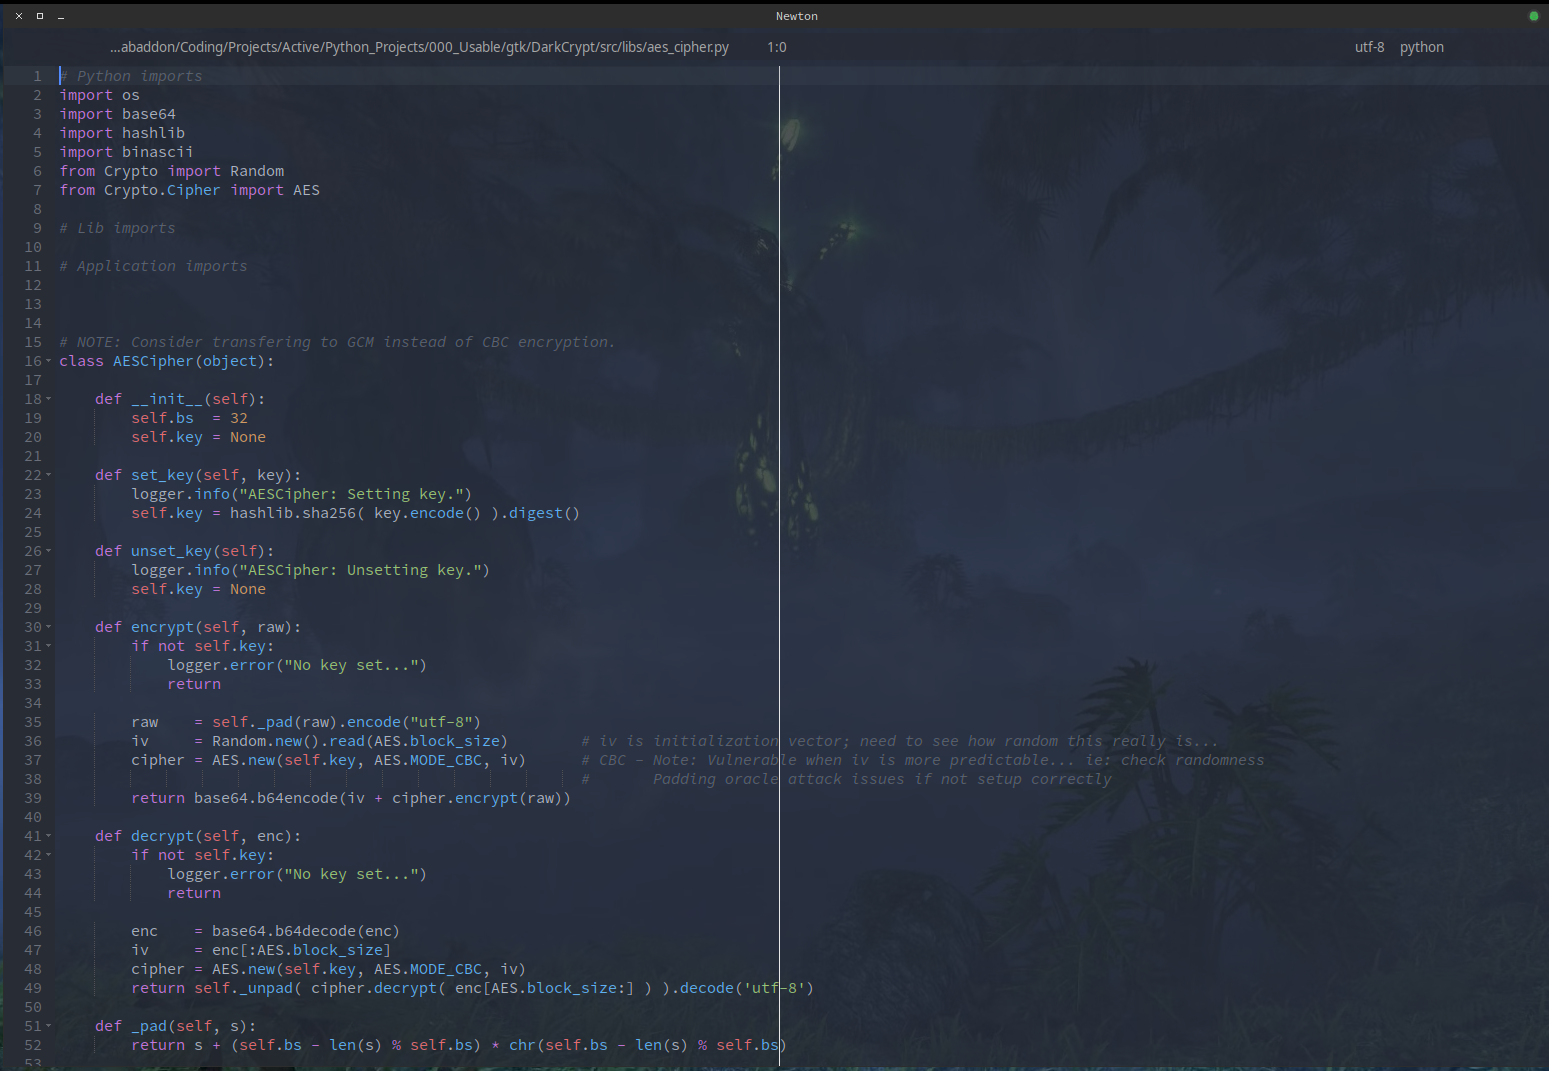 Newton
...abaddon/Coding/Projects/Active/Python_Projects/000_Usable/gtk/DarkCrypt/src/libs/aes_cipher.py 1:0 utf-8 python
1 # Python imports
2 import os
3 import base64
4 import hashlib
5 import binascii
6 from Crypto import Random
7 from Crypto.Cipher import AES
8
9 # Lib imports
10
11 # Application imports
12
13
14
15 # NOTE: Consider transfering to GCM instead of CBC encryption.
16 class AESCipher(object):
17
18     def __init__(self):
19         self.bs  = 32
20         self.key = None
21
22     def set_key(self, key):
23         logger.info("AESCipher: Setting key.")
24         self.key = hashlib.sha256( key.encode() ).digest()
25
26     def unset_key(self):
27         logger.info("AESCipher: Unsetting key.")
28         self.key = None
29
30     def encrypt(self, raw):
31         if not self.key:
32             logger.error("No key set...")
33             return
34
35         raw    = self._pad(raw).encode("utf-8")
36         iv     = Random.new().read(AES.block_size)        # iv is initialization vector; need to see how random this really is...
37         cipher = AES.new(self.key, AES.MODE_CBC, iv)      # CBC - Note: Vulnerable when iv is more predictable... ie: check randomness
38                                                           #       Padding oracle attack issues if not setup correctly
39         return base64.b64encode(iv + cipher.encrypt(raw))
40
41     def decrypt(self, enc):
42         if not self.key:
43             logger.error("No key set...")
44             return
45
46         enc    = base64.b64decode(enc)
47         iv     = enc[:AES.block_size]
48         cipher = AES.new(self.key, AES.MODE_CBC, iv)
49         return self._unpad( cipher.decrypt( enc[AES.block_size:] ) ).decode('utf-8')
50
51     def _pad(self, s):
52         return s + (self.bs - len(s) % self.bs) * chr(self.bs - len(s) % self.bs)
53